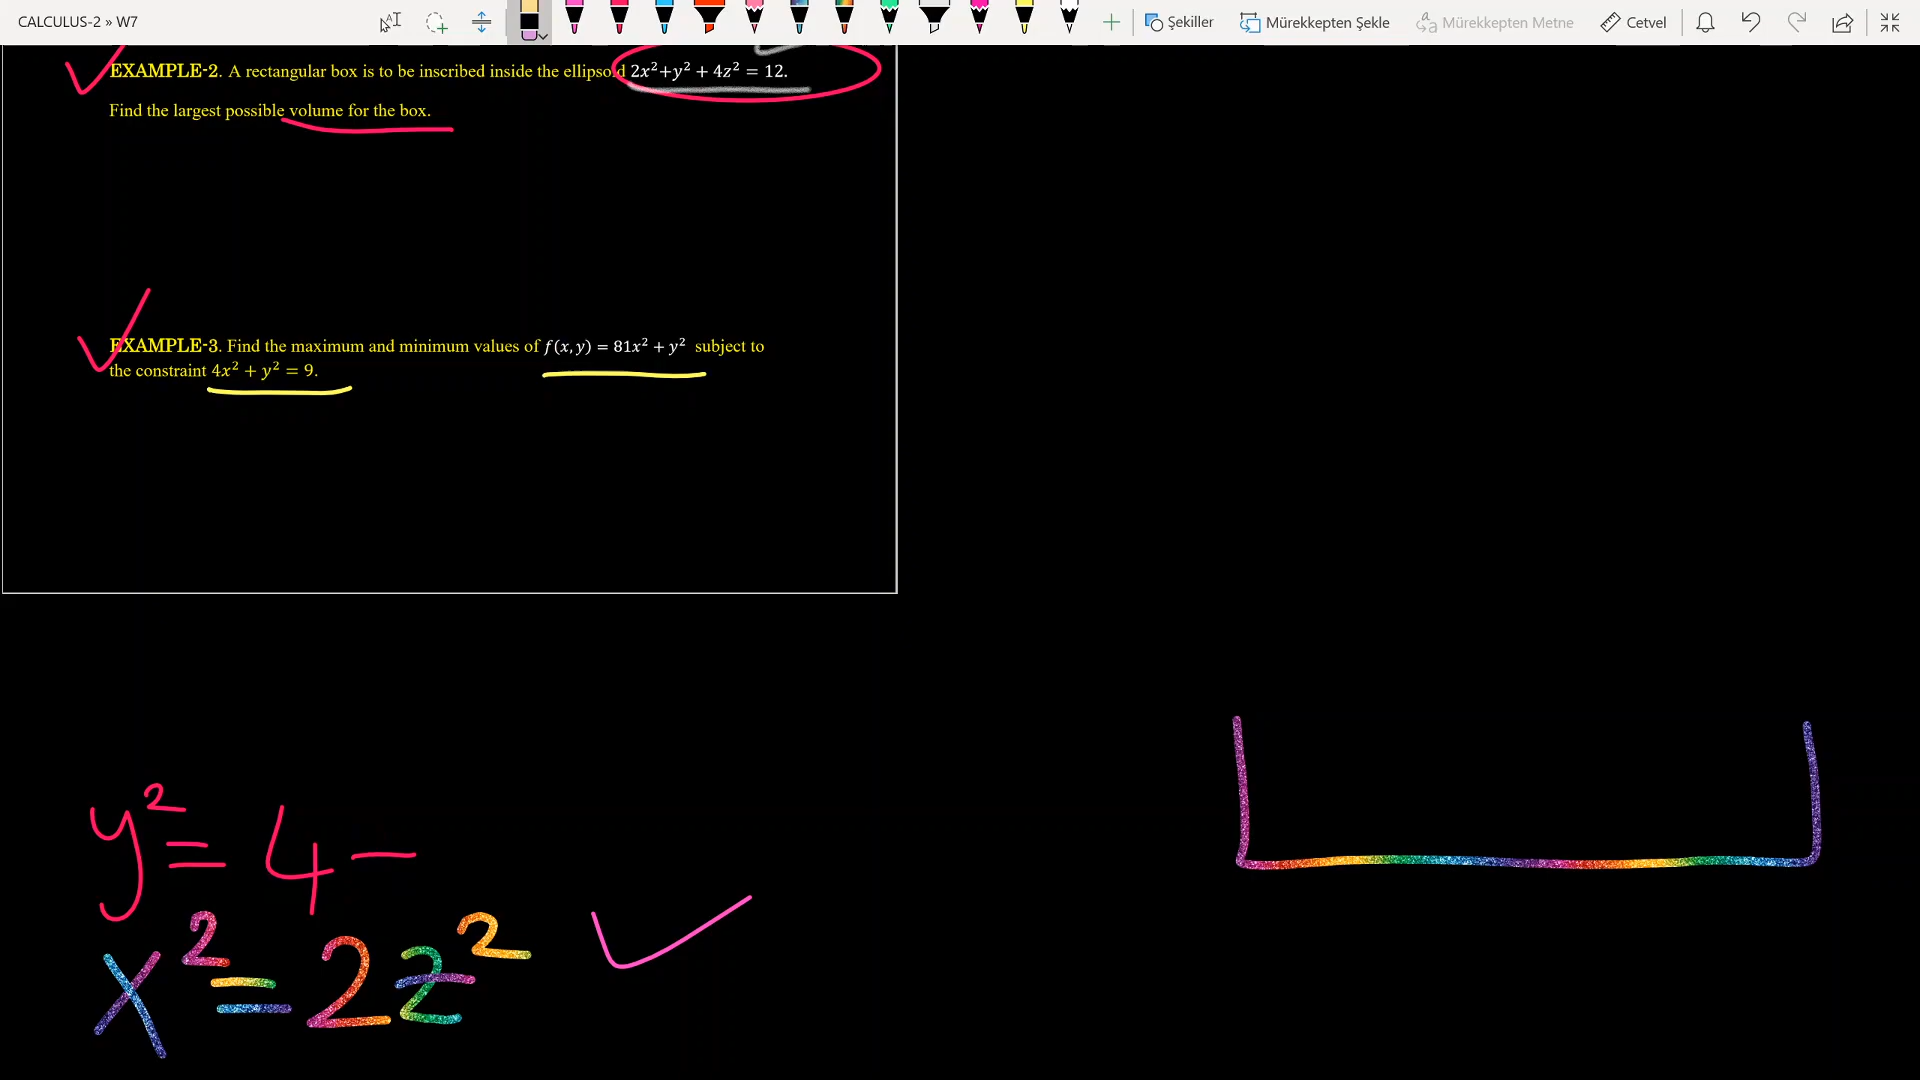 CALCULUS-2 » W7
Şekiller
Mürekkepten Şekle
Mürekkepten Metne
Cetvel
EXAMPLE-2. A rectangular box is to be inscribed inside the ellipsoid 2x²+y² + 4z² = 12.
Find the largest possible volume for the box.
EXAMPLE-3. Find the maximum and minimum values of f(x, y) = 81x² + y² subject to
the constraint 4x² + y² = 9.
y² = 4 −
x² = 2z²